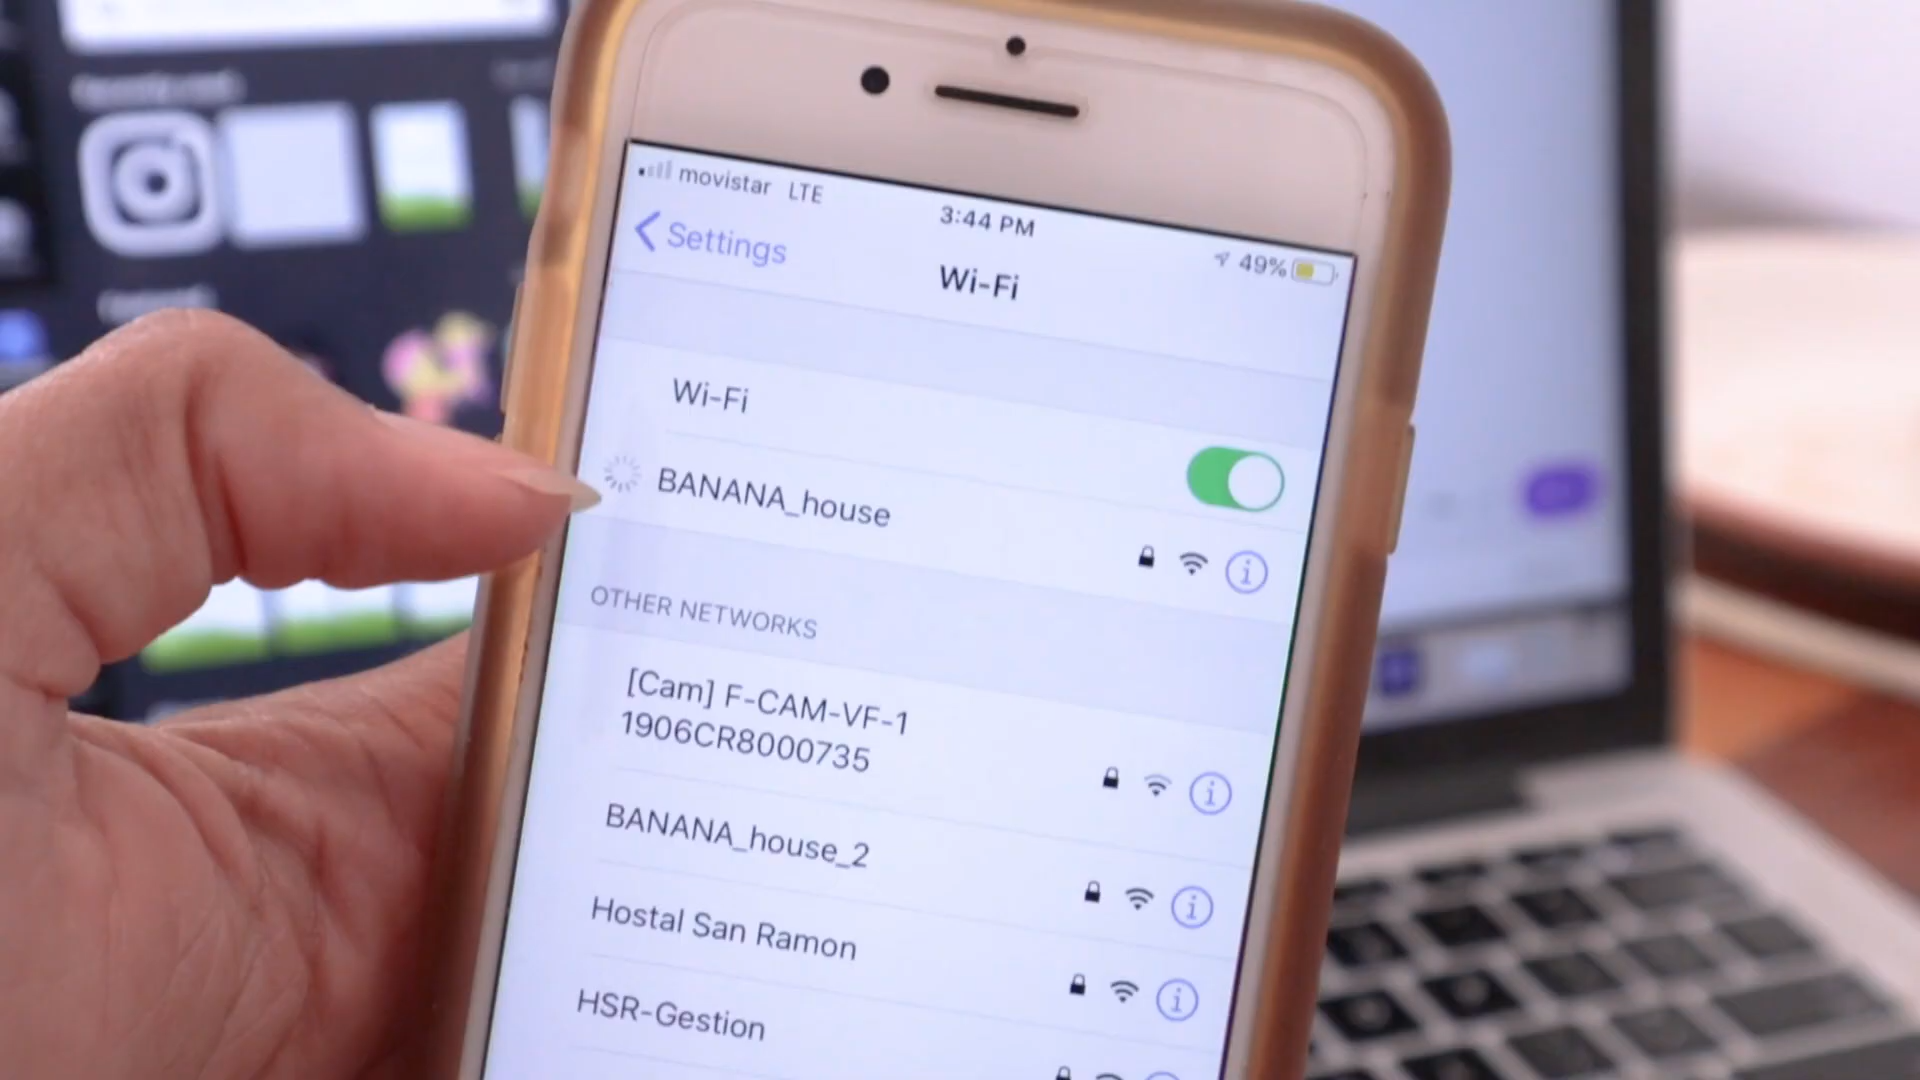 movistar LTE
3:44 PM
49%
Settings
Wi-Fi
Wi-Fi
BANANA_house
OTHER NETWORKS
[Cam] F-CAM-VF-1
1906CR8000735
BANANA_house_2
Hostal San Ramon
HSR-Gestion